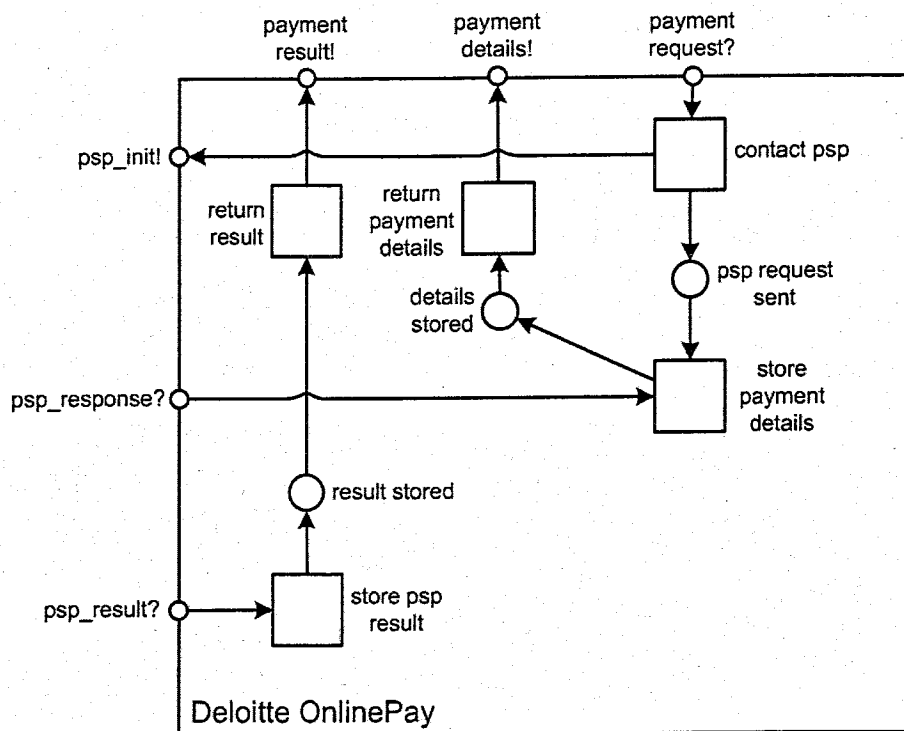 payment
result!
payment
details!
payment
request?
psp_init!
contact psp
return
result
return
payment
details
psp request
sent
details
stored
psp_response?
store
payment
details
result stored
psp_result?
store psp
result
Deloitte OnlinePay